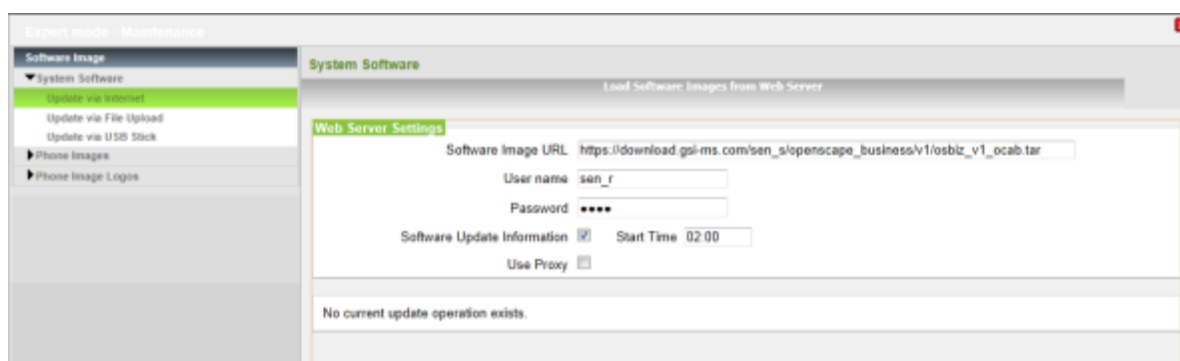 Expert mode - Maintenance
Software Image
System Software
Update via Internet
Update via File Upload
Update via USB Stick
Phone Images
Phone Image Logos
System Software
Load Software Images from Web Server
Web Server Settings
Software Image URL https://download.gsi-ms.com/sen_s/openscape_business/v1/osbiz_v1_ocab.tar
User name sen_r
Password ••••
Software Update Information Start Time 02:00
Use Proxy
No current update operation exists.